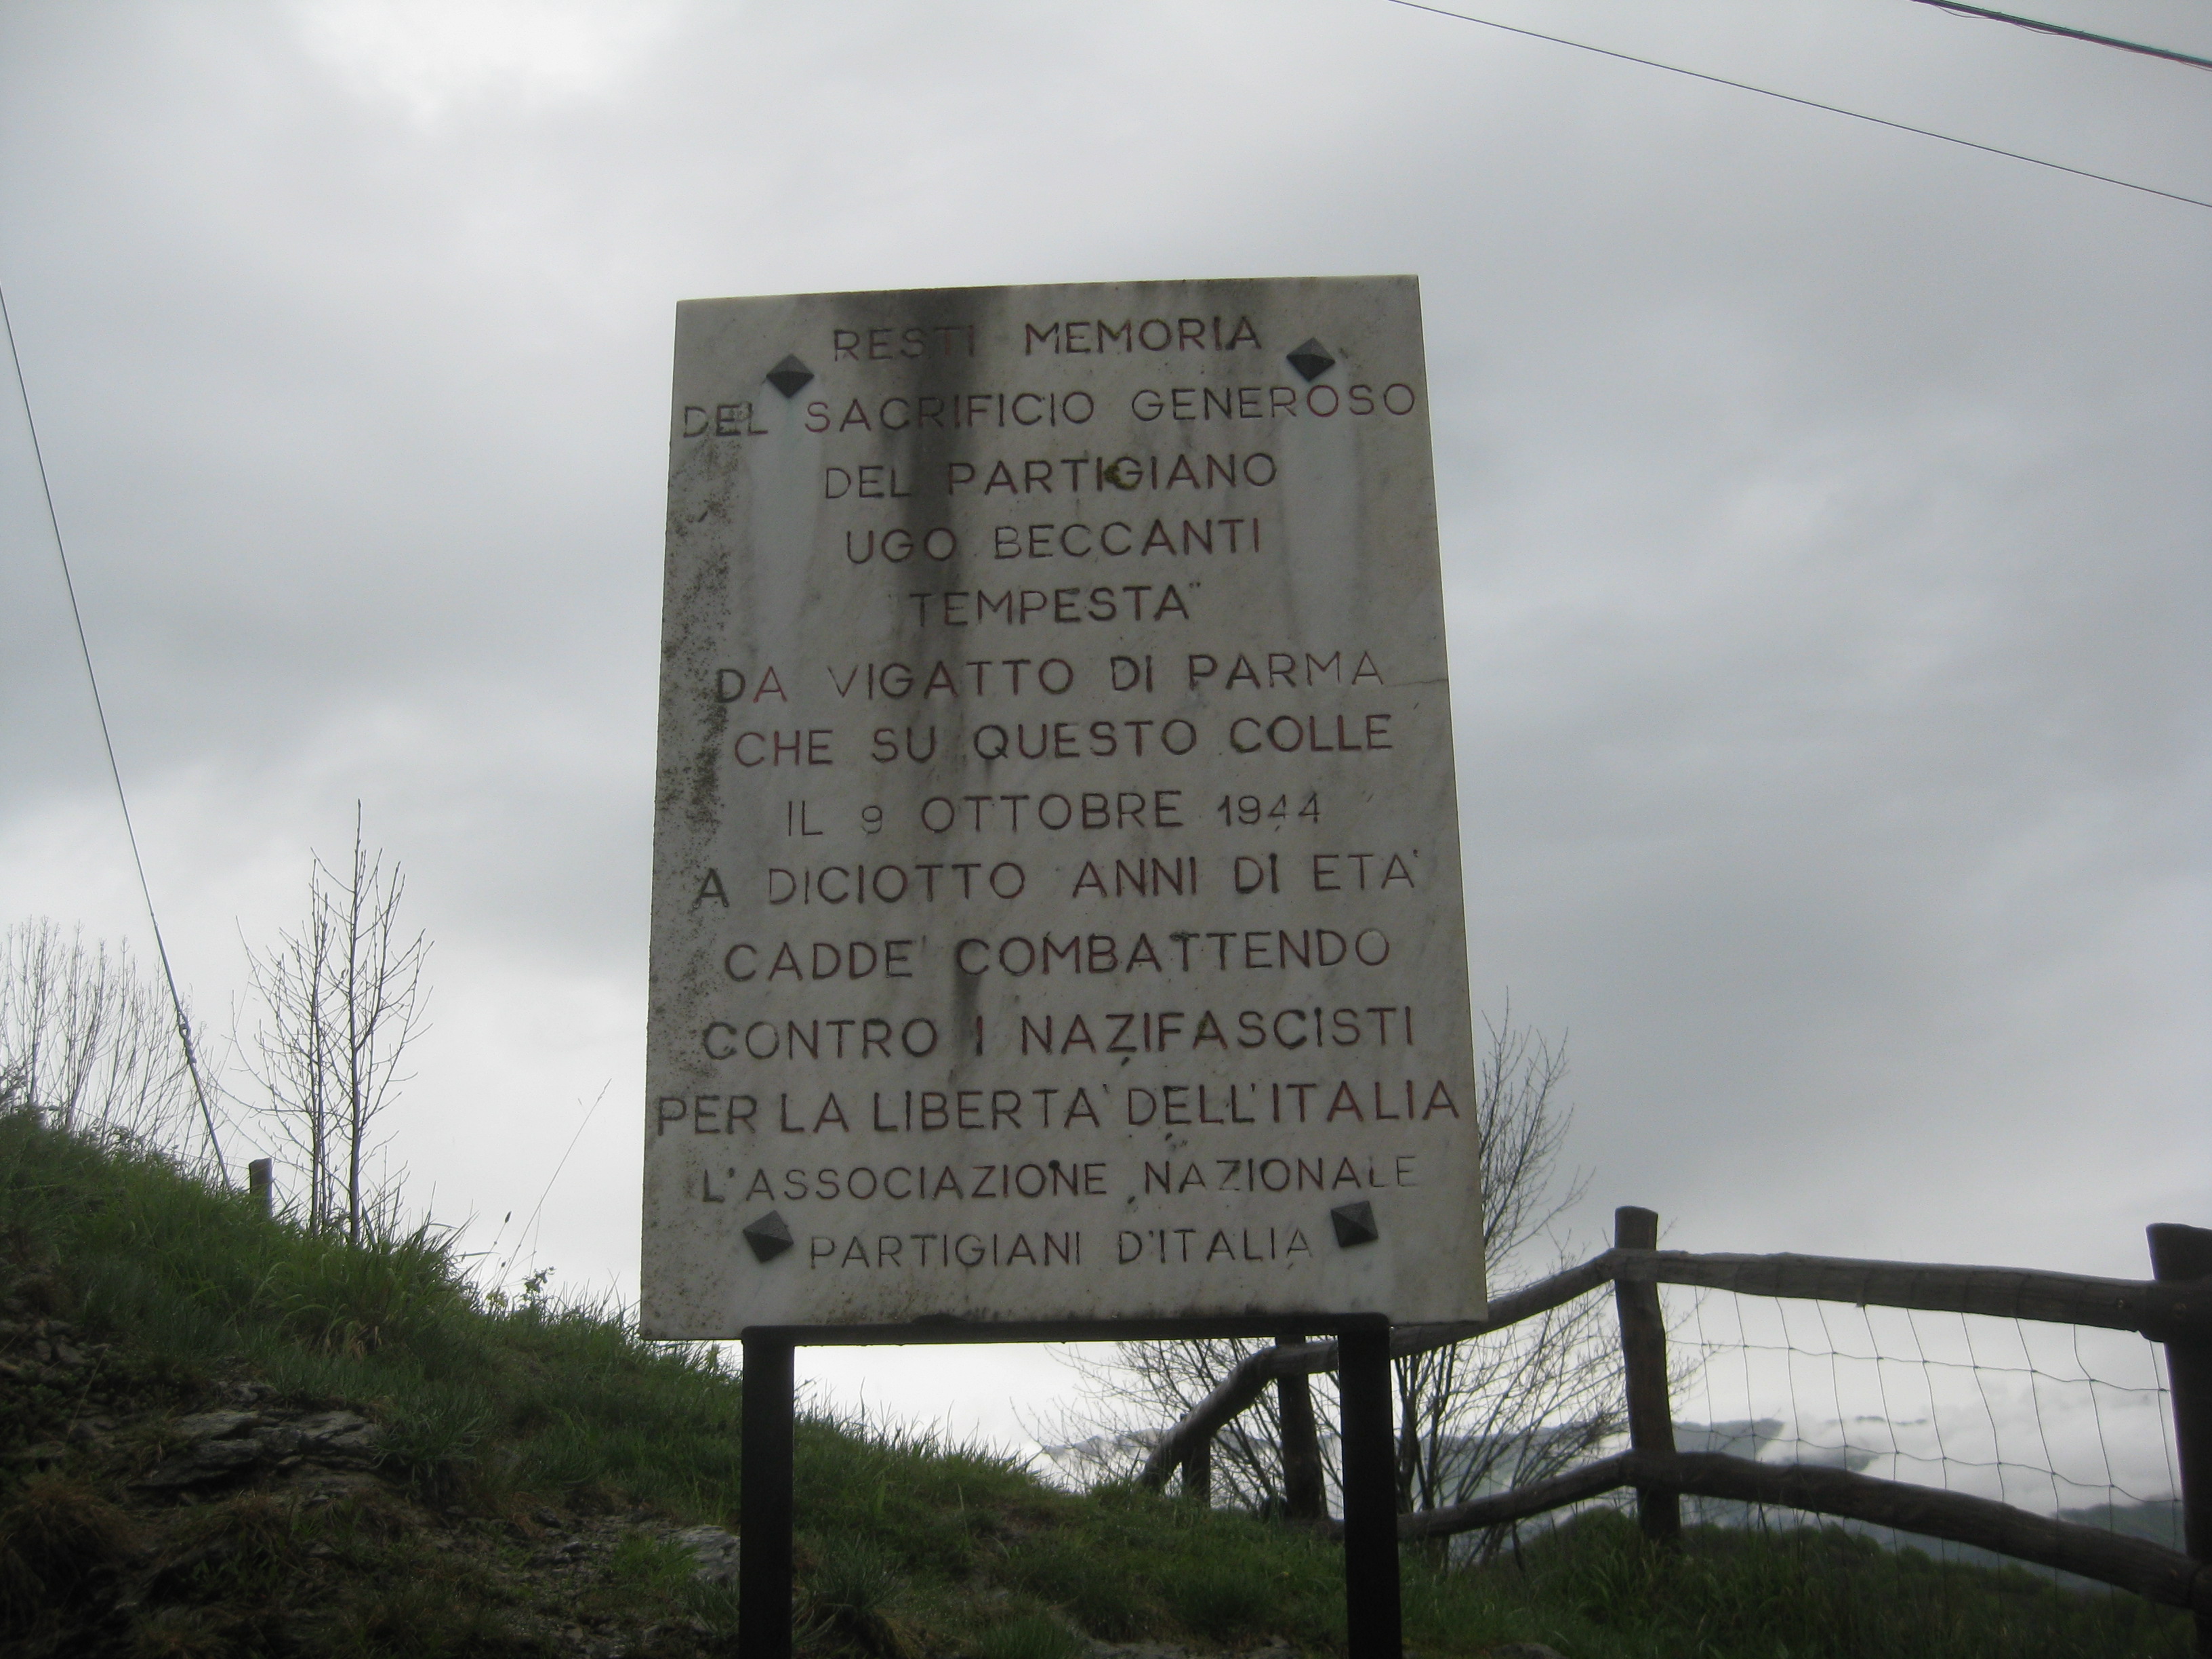 RESTI MEMORIA
DEL SACRIFICIO GENEROSO
DEL PARTIGIANO
UGO BECCANTI
"TEMPESTA"
DA VIGATTO DI PARMA
CHE SU QUESTO COLLE
IL 9 OTTOBRE 1944
A DICIOTTO ANNI DI ETA'
CADDE' COMBATTENDO
CONTRO I NAZIFASCISTI
PER LA LIBERTA' DELL'ITALIA
L'ASSOCIAZIONE NAZIONALE
PARTIGIANI D'ITALIA